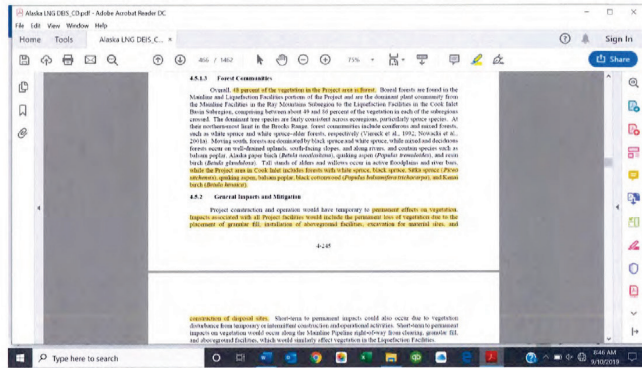 Alaska LNG DEIS_CO.pdf - Adobe Acrobat Reader DC
File Edit View Window Help
Home Tools Alaska LNG DEIS_C... × Sign In
466 / 1462 75% Share
4.5.1.3 Forest Communities
Overall, 48 percent of the vegetation in the Project area is forest. Boreal forests are found in the
Mainline and Liquefaction Facilities portions of the Project and are the dominant plant community from
the Mainline Facilities in the Ray Mountains Subregion to the Liquefaction Facilities in the Cook Inlet
Basin Subregion, comprising between about 49 and 56 percent of the vegetation in each of the subregions
crossed. The dominant tree species are fairly consistent across ecoregions, particularly spruce species. At
their northernmost limit in the Brooks Range, forest communities include coniferous and mixed forests,
such as white spruce and white spruce-alder forests, respectively (Viereck et al., 1992; Nowacki et al.,
2001a). Moving south, forests are dominated by black spruce and white spruce, while mixed and deciduous
forests occur on well-drained uplands, south-facing slopes, and along rivers, and contain species such as
balsam poplar, Alaska paper birch (Betula neoalaskana), quaking aspen (Populus tremuloides), and resin
birch (Betula glandulosa). Tall stands of alders and willows occur in active floodplains and river bars,
while the Project area in Cook Inlet includes forests with white spruce, black spruce, Sitka spruce (Picea
sitchensis), quaking aspen, balsam poplar, black cottonwood (Populus balsamifera trichocarpa), and Kenai
birch (Betula kenaica).
4.5.2 General Impacts and Mitigation
Project construction and operation would have temporary to permanent effects on vegetation.
Impacts associated with all Project facilities would include the permanent loss of vegetation due to the
placement of granular fill, installation of aboveground facilities, excavation for material sites, and
4-245
construction of disposal sites. Short-term to permanent impacts could also occur due to vegetation
disturbance from temporary or intermittent construction and operational activities. Short-term to permanent
impacts on vegetation would occur along the Mainline Pipeline right-of-way from clearing, granular fill,
and aboveground facilities, which would similarly affect vegetation in the Liquefaction Facilities
Type here to search
8:46 AM
9/10/2019